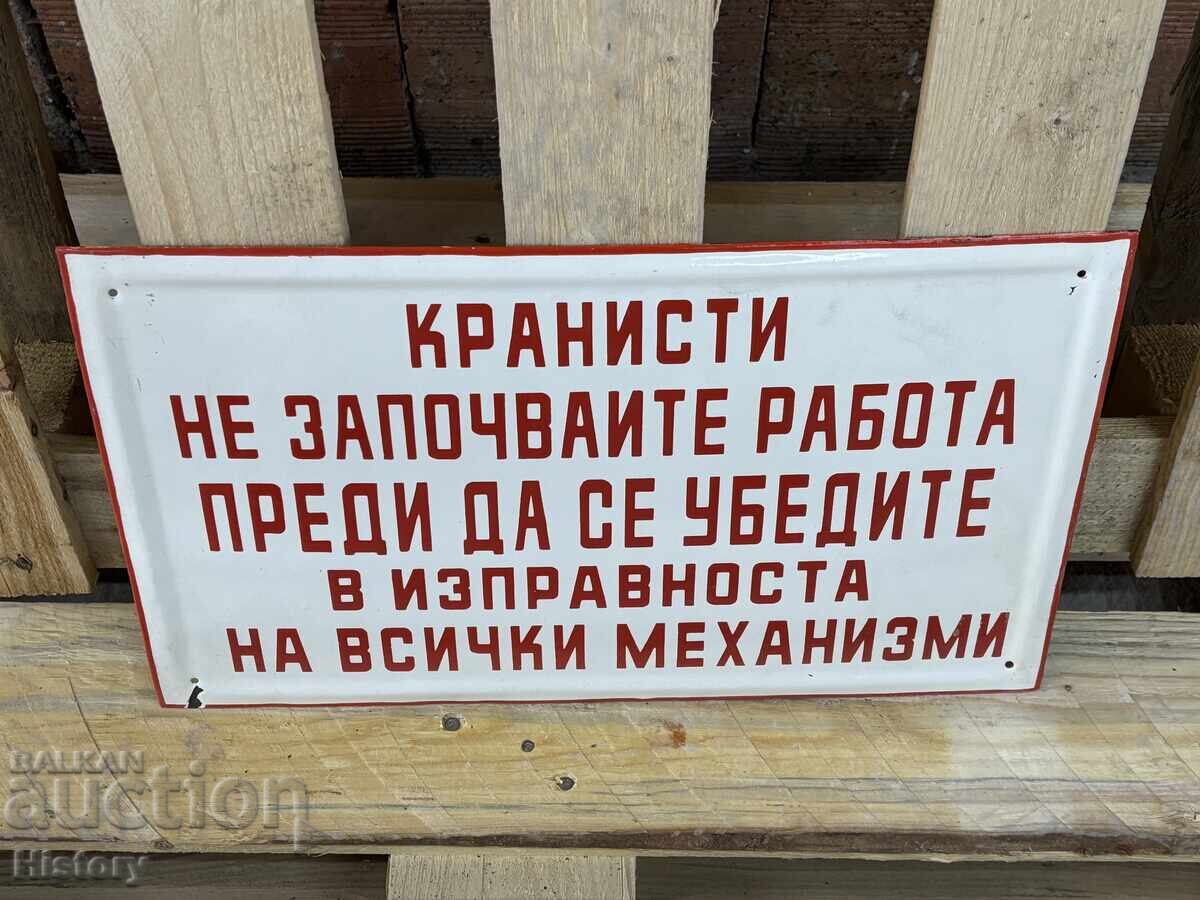 КРАНИСТИ
НЕ ЗАПОЧВАИТЕ РАБОТА
ПРЕДИ ДА СЕ УБЕДИТЕ
В ИЗПРАВНОСТА
НА ВСИЧКИ МЕХАНИЗМИ
BALKAN
auction
History